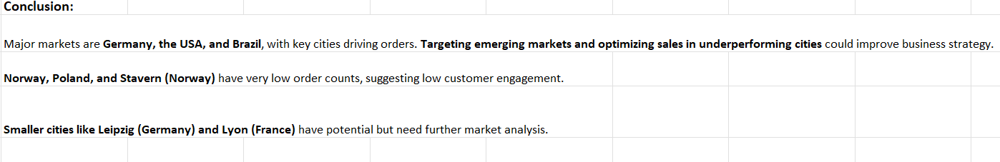 Conclusion:
Major markets are Germany, the USA, and Brazil, with key cities driving orders. Targeting emerging markets and optimizing sales in underperforming cities could improve business strategy.
Norway, Poland, and Stavern (Norway) have very low order counts, suggesting low customer engagement.
Smaller cities like Leipzig (Germany) and Lyon (France) have potential but need further market analysis.